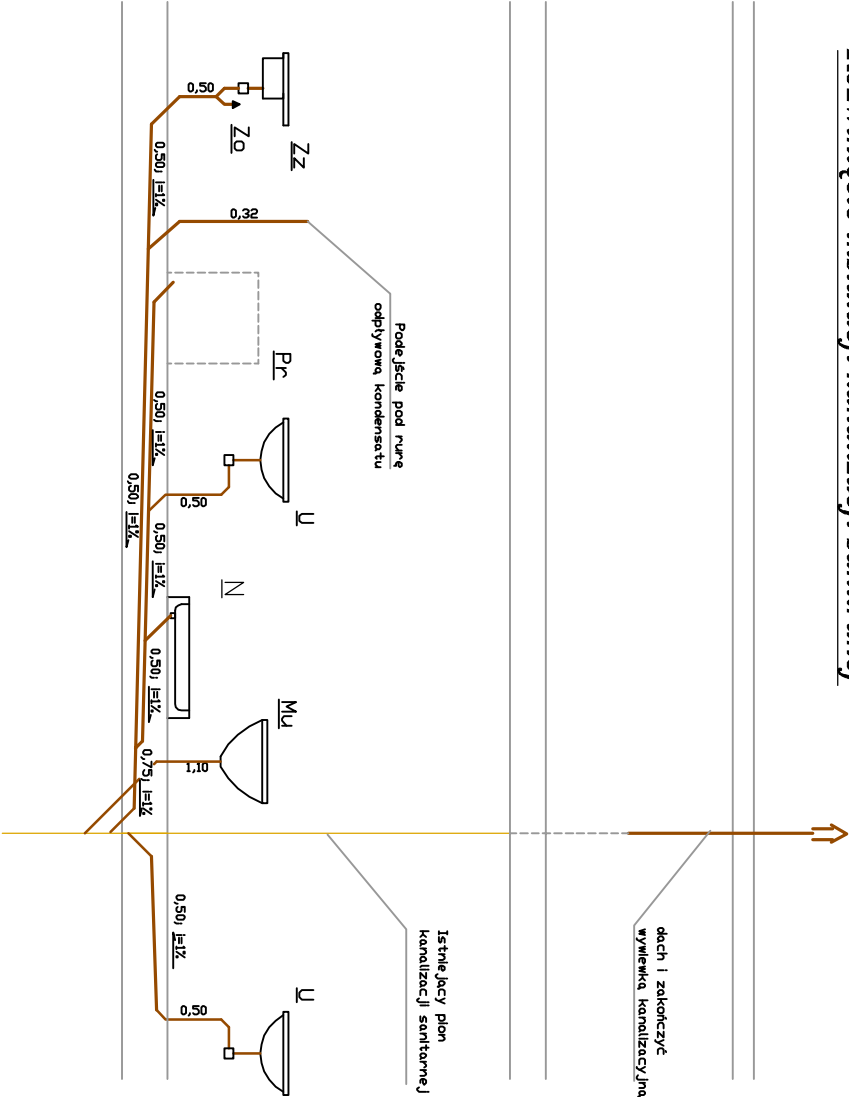 Zz
Zo
0,50
0,50; i=1%
0,32
Podejście pod rurę
odpływową kondensatu
Pr
0,50; i=1%
0,50; i=1%
0,50
U
0,50; i=1%
N
0,50; i=1%
Mu
1,10
0,75; i=1%
dach i zakończyć
wywiewką kanalizacyjną
Istniejący pion
kanalizacji sanitarnej
0,50; i=1%
0,50
U